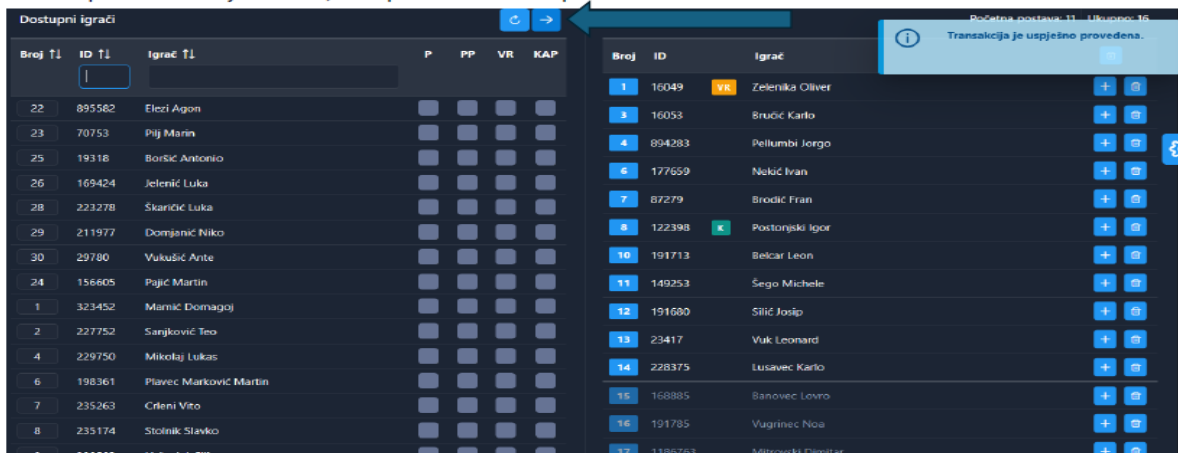 Dostupni igrači
Početna postava: 11 Ukupno: 16
Transakcija je uspješno provedena.
Broj ID Igrač P PP VR KAP
22 895582 Elezi Agon
23 70753 Pilj Marin
25 19318 Boršić Antonio
26 169424 Jelenić Luka
28 223278 Škaričić Luka
29 211977 Domjanić Niko
30 29780 Vukušić Ante
24 156605 Pajić Martin
1 323452 Mamić Domagoj
2 227752 Sanjković Teo
4 229750 Mikolaj Lukas
6 198361 Plavec Marković Martin
7 235263 Crleni Vito
8 235174 Stolnik Slavko
Broj ID Igrač
1 16049 VR Zelenika Oliver
3 16053 Bručić Karlo
4 894283 Pellumbi Jorgo
6 177659 Nekić Ivan
7 87279 Brodić Fran
8 122398 K Postonjski Igor
10 191713 Belcar Leon
11 149253 Šego Michele
12 191680 Silić Josip
13 23417 Vuk Leonard
14 228375 Lusavec Karlo
15 168885 Banovec Lovro
16 191785 Vugrinec Noa
17 1186763 Mitrovski Dimitar